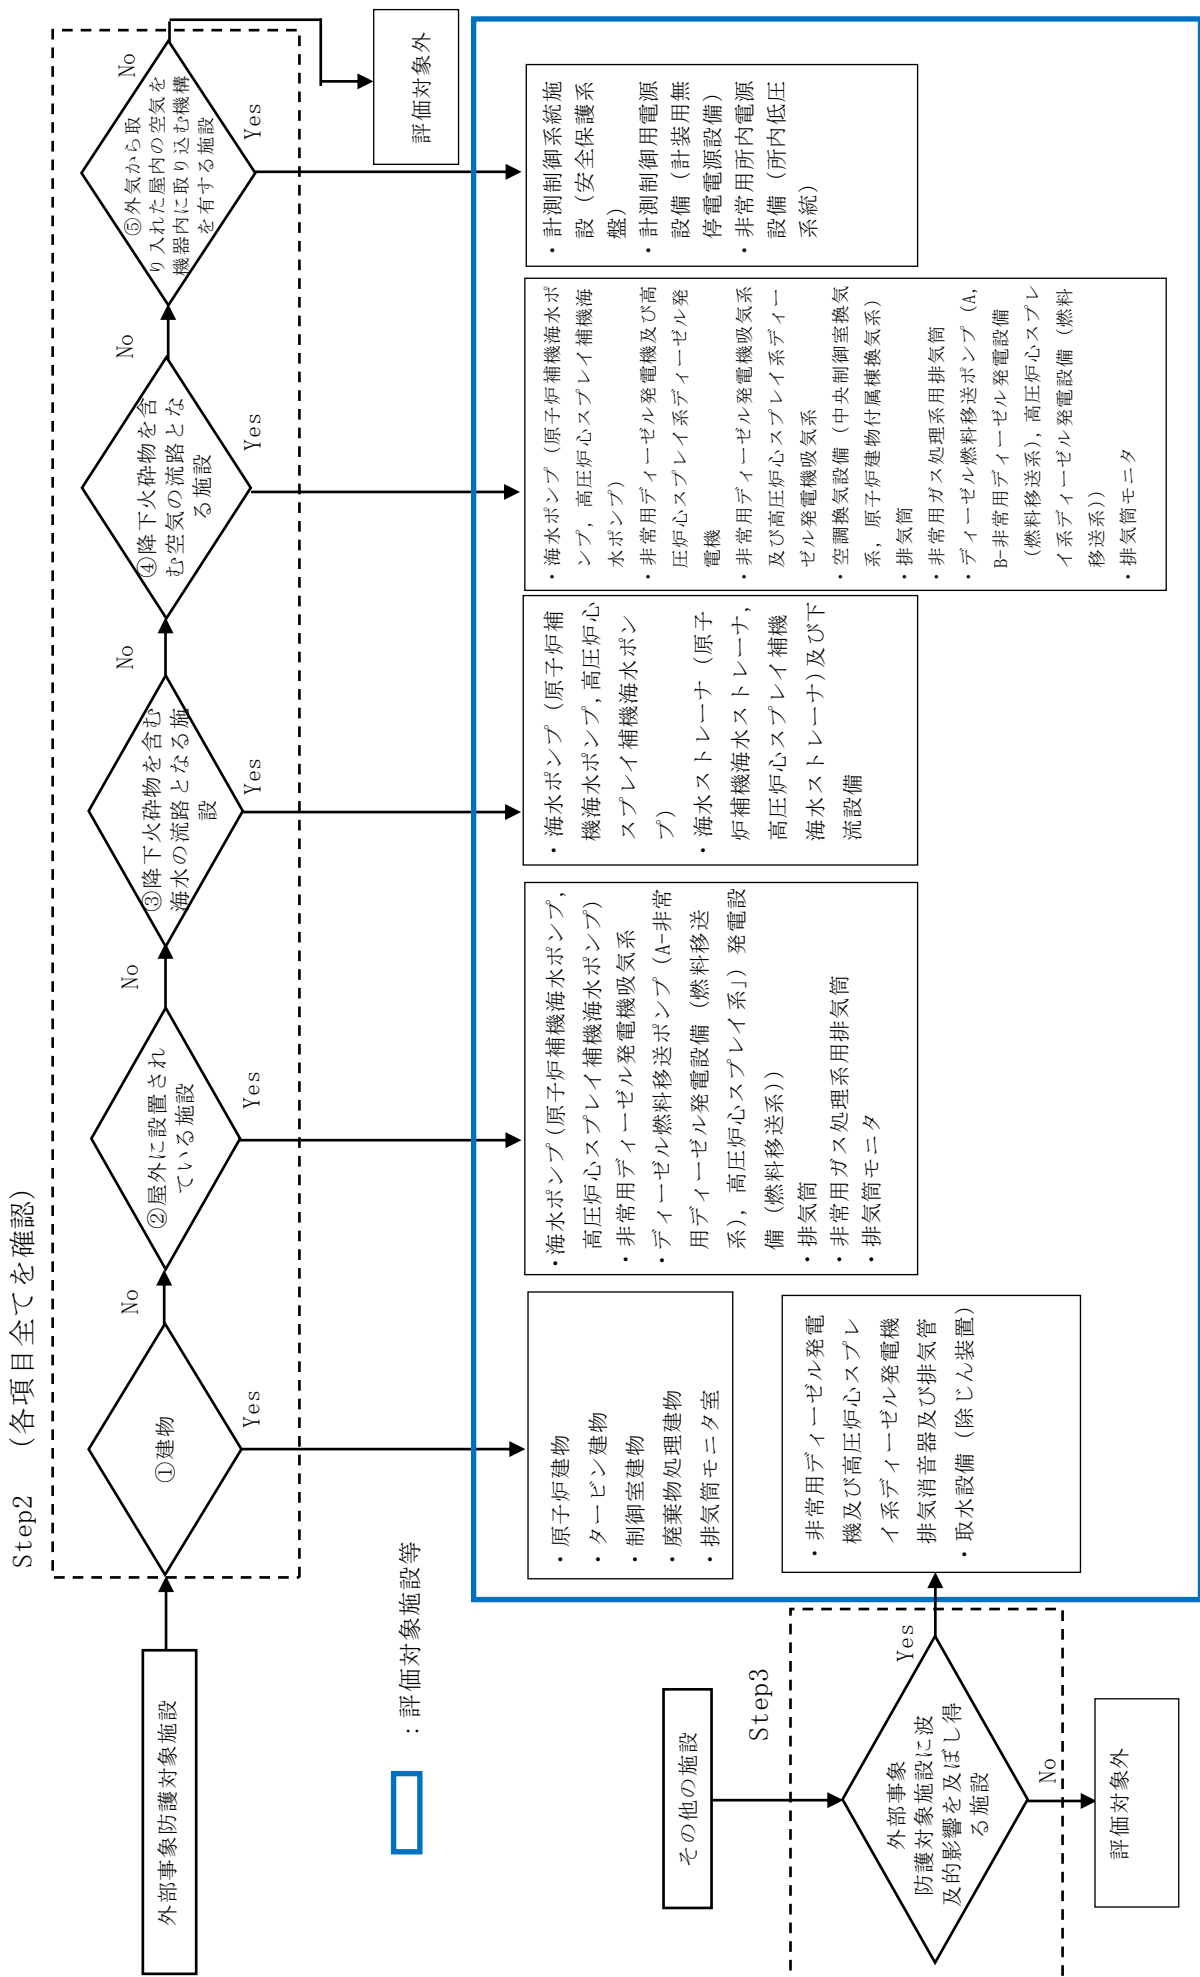 Step2　(各項目全てを確認)
外部事象防護対象施設
①建物
No
Yes
②屋外に設置され
ている施設
No
Yes
③降下火砕物を含む
海水の流路となる施
設
No
Yes
④降下火砕物を含
む空気の流路とな
る施設
No
Yes
⑤外気から取
り入れた屋内の空気を
機器内に取り込む機構
を有する施設
No
Yes
評価対象外
：評価対象施設等
・原子炉建物
・タービン建物
・制御室建物
・廃棄物処理建物
・排気筒モニタ室
・海水ポンプ(原子炉補機海水ポンプ,
高圧炉心スプレイ補機海水ポンプ)
・非常用ディーゼル発電機吸気系
・ディーゼル燃料移送ポンプ（A-非常
用ディーゼル発電設備（燃料移送
系），高圧炉心スプレイ系」）発電設
備（燃料移送系））
・排気筒
・非常用ガス処理系用排気筒
・排気筒モニタ
・海水ポンプ（原子炉補
機海水ポンプ,高圧炉心
スプレイ補機海水ポン
プ）
・海水ストレーナ（原子
炉補機海水ストレーナ,
高圧炉心スプレイ補機
海水ストレーナ)及び下
流設備
・海水ポンプ（原子炉補機海水ポ
ンプ，高圧炉心スプレイ補機海
水ポンプ）
・非常用ディーゼル発電機及び高
圧炉心スプレイ系ディーゼル発
電機
・非常用ディーゼル発電機吸気系
及び高圧炉心スプレイ系ディー
ゼル発電機吸気系
・空調換気設備（中央制御室換気
系，原子炉建物付属棟換気系）
・排気筒
・非常用ガス処理系用排気筒
・ディーゼル燃料移送ポンプ（A,
B-非常用ディーゼル発電設備
（燃料移送系），高圧炉心スプレ
イ系ディーゼル発電設備（燃料
移送系））
・排気筒モニタ
・計測制御系統施
設（安全保護系
盤）
・計測制御用電源
設備（計装用無
停電電源設備）
・非常用所内電源
設備（所内低圧
系統）
その他の施設
Step3
外部事象
防護対象施設に波
及的影響を及ぼし得
る施設
Yes
No
評価対象外
・非常用ディーゼル発電
機及び高圧炉心スプレ
イ系ディーゼル発電機
排気消音器及び排気管
・取水設備（除じん装置）